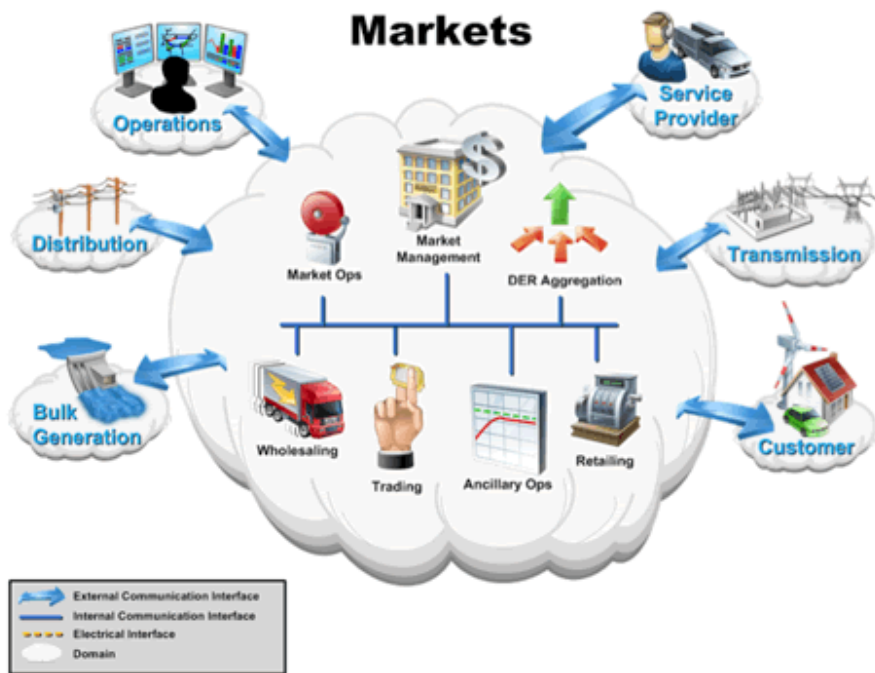 Markets
Operations
Service
Provider
Distribution
Transmission
Bulk
Generation
Customer
Market Ops
Market
Management
DER Aggregation
Wholesaling
Trading
Ancillary Ops
Retailing
External Communication Interface
Internal Communication Interface
Electrical Interface
Domain